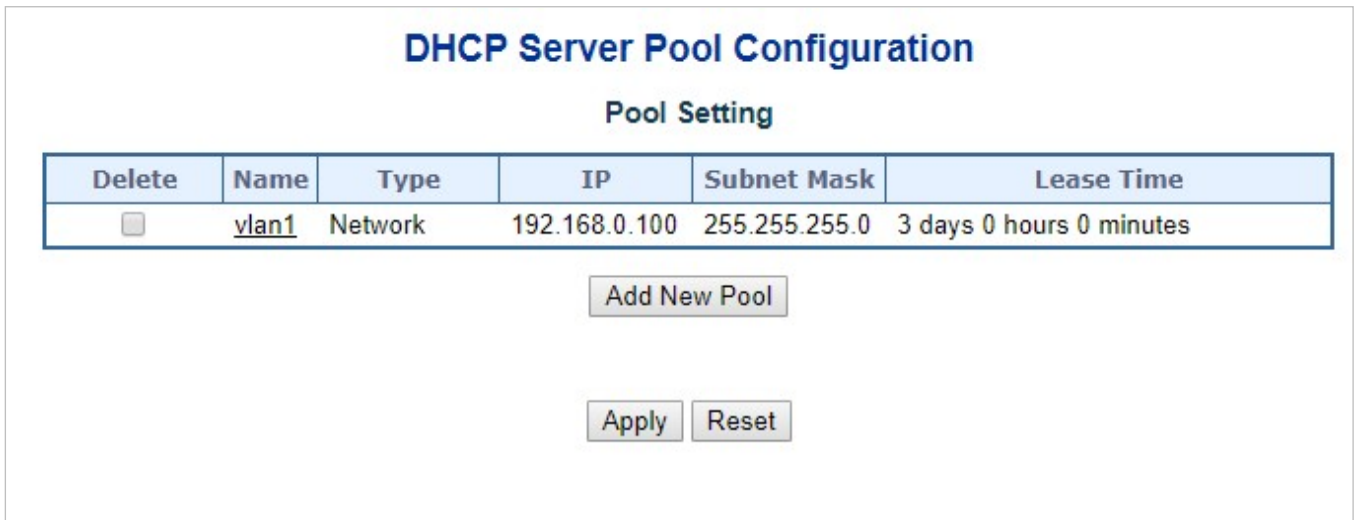 DHCP Server Pool Configuration
Pool Setting
Delete Name Type IP Subnet Mask Lease Time
vlan1 Network 192.168.0.100 255.255.255.0 3 days 0 hours 0 minutes
Add New Pool
Apply Reset